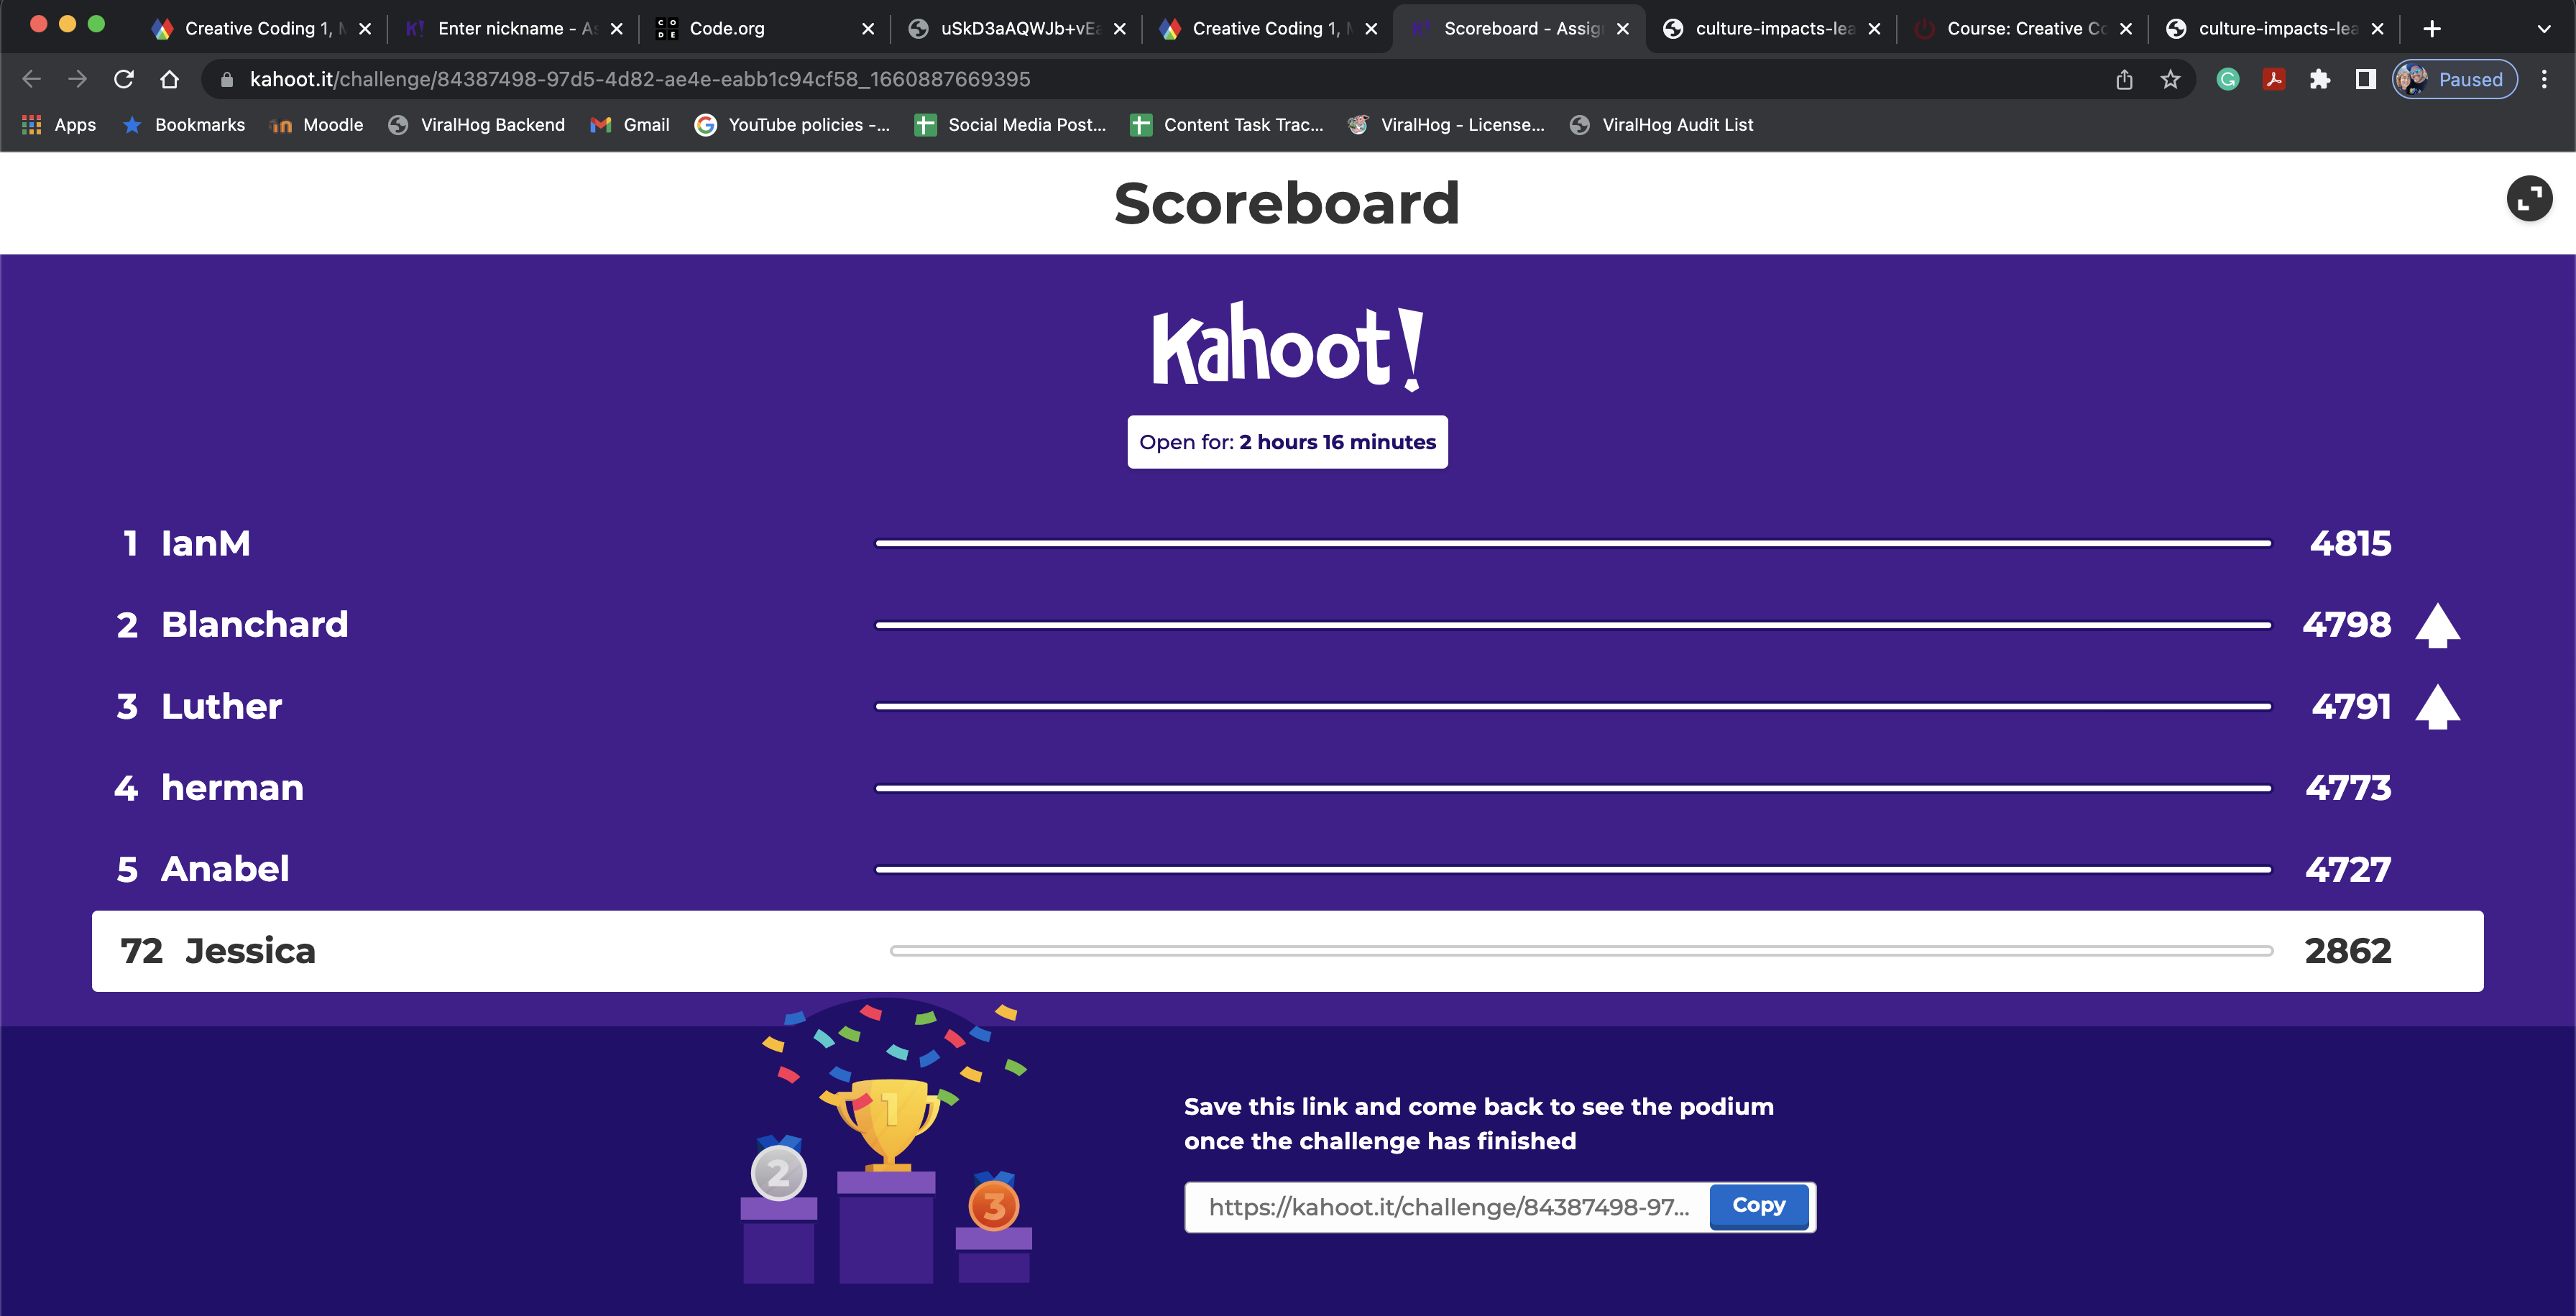 Creative Coding 1, M
Enter nickname - As
Code.org
uSkD3aAQWJb+vEa
Creative Coding 1, M
Scoreboard - Assig
culture-impacts-lea
Course: Creative Co
culture-impacts-lea
kahoot.it/challenge/84387498-97d5-4d82-ae4e-eabb1c94cf58_1660887669395
Paused
Apps
Bookmarks
Moodle
ViralHog Backend
Gmail
YouTube policies -...
Social Media Post...
Content Task Trac...
ViralHog - License...
ViralHog Audit List
Scoreboard
Kahoot!
Open for: 2 hours 16 minutes
1 IanM 4815
2 Blanchard 4798
3 Luther 4791
4 herman 4773
5 Anabel 4727
72 Jessica 2862
1
2
3
Save this link and come back to see the podium
once the challenge has finished
https://kahoot.it/challenge/84387498-97...
Copy